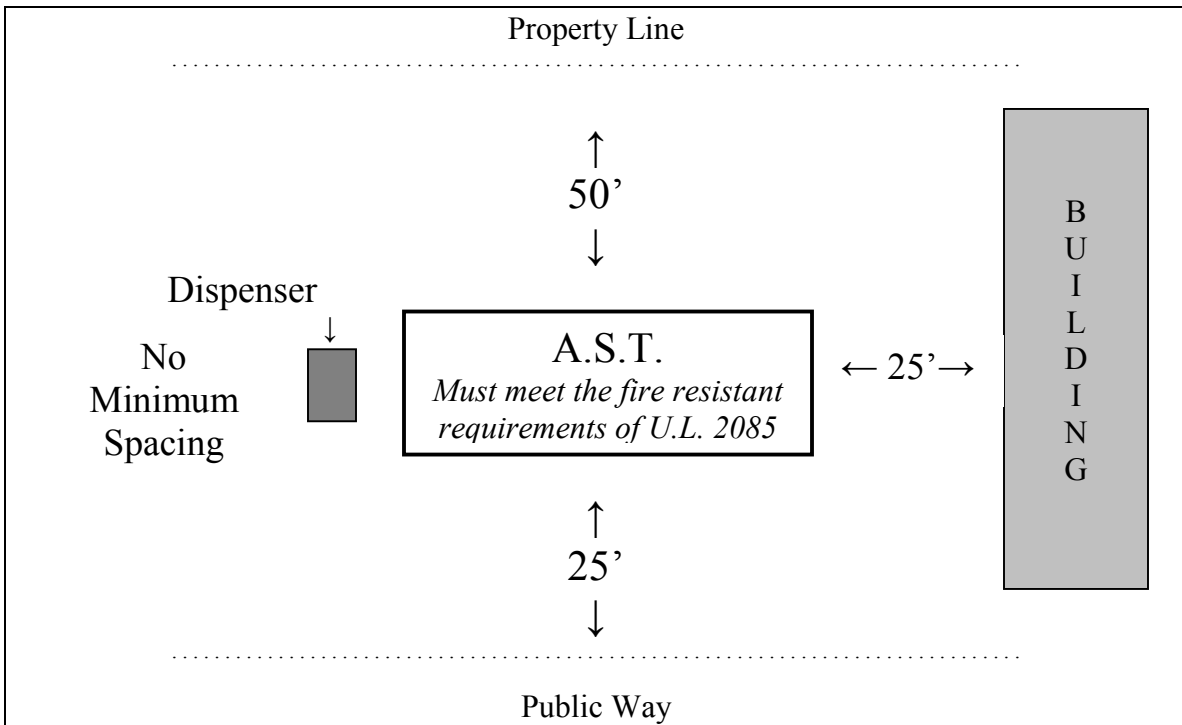 Property Line
↑
50’
↓
Dispenser
↓
No
Minimum
Spacing
A.S.T.
Must meet the fire resistant
requirements of U.L. 2085
← 25’→
B
U
I
L
D
I
N
G
↑
25’
↓
Public Way